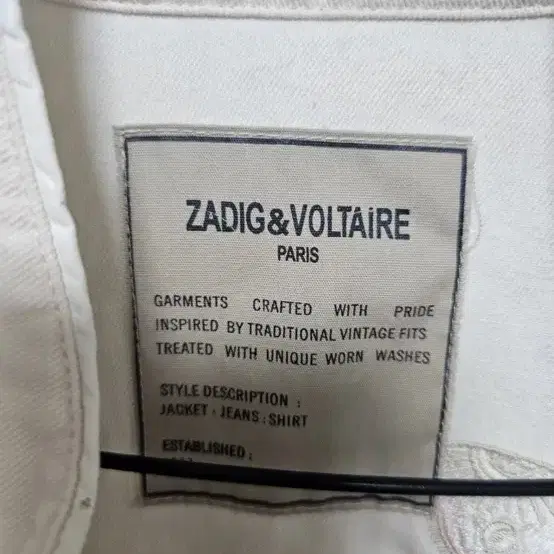 ZADIG&VOLTAiRE
PARIS
GARMENTS CRAFTED WITH PRIDE
INSPIRED BY TRADITIONAL VINTAGE FITS
TREATED WITH UNIQUE WORN WASHES
STYLE DESCRIPTION :
JACKET : JEANS : SHIRT
ESTABLISHED :